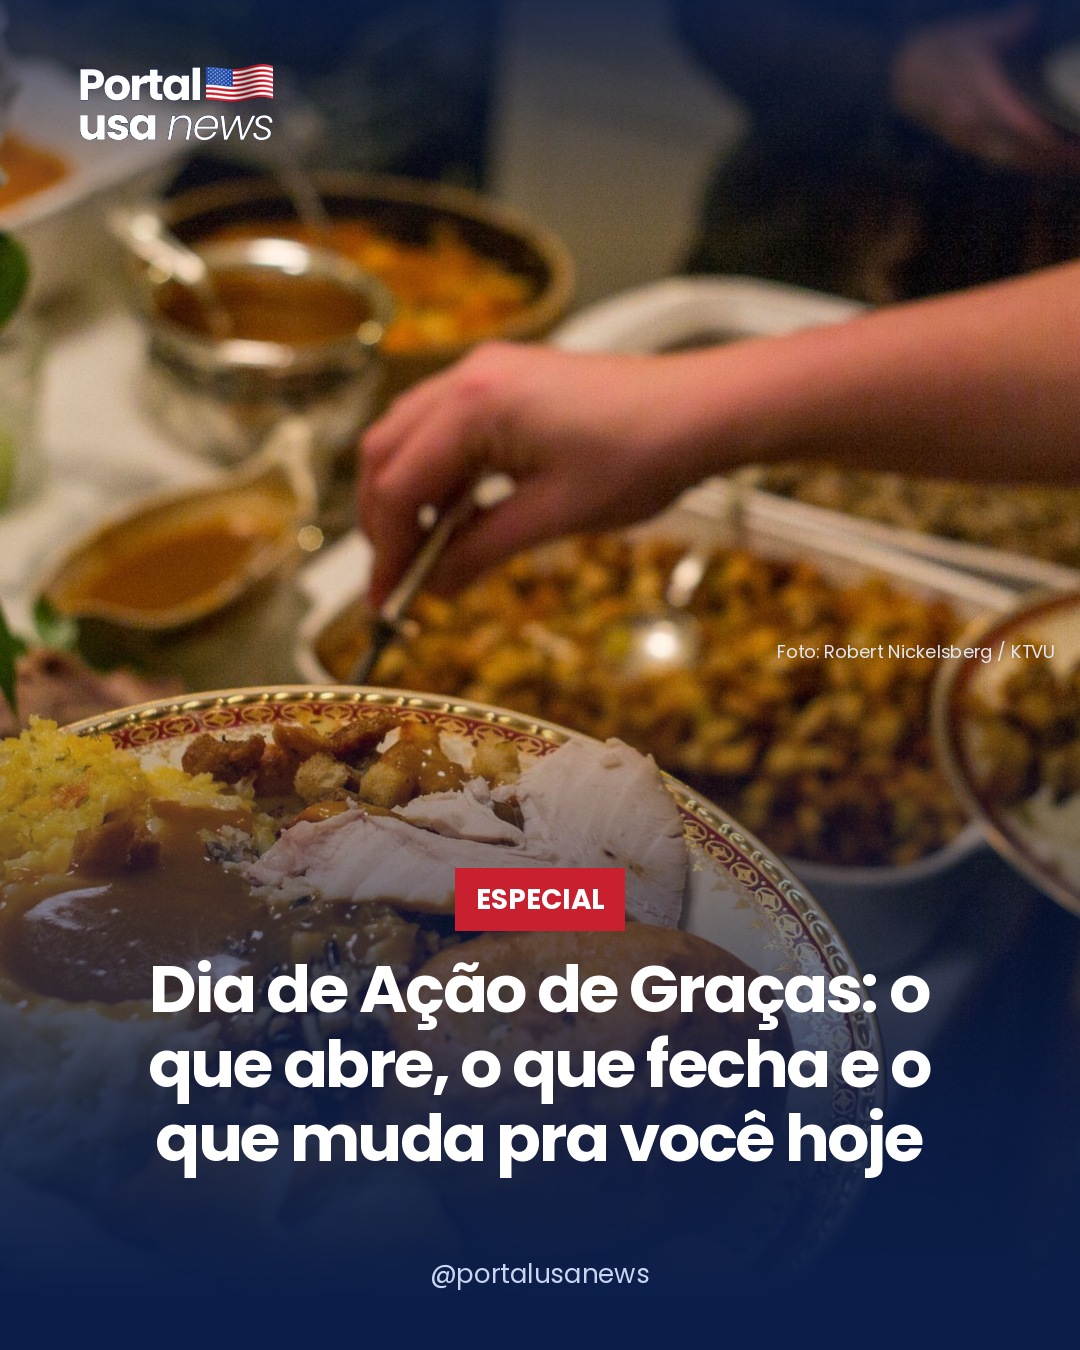 Portal
usa news
Foto: Robert Nickelsberg / KTVU
ESPECIAL
Dia de Ação de Graças: o
que abre, o que fecha e o
que muda pra você hoje
@portalusanews